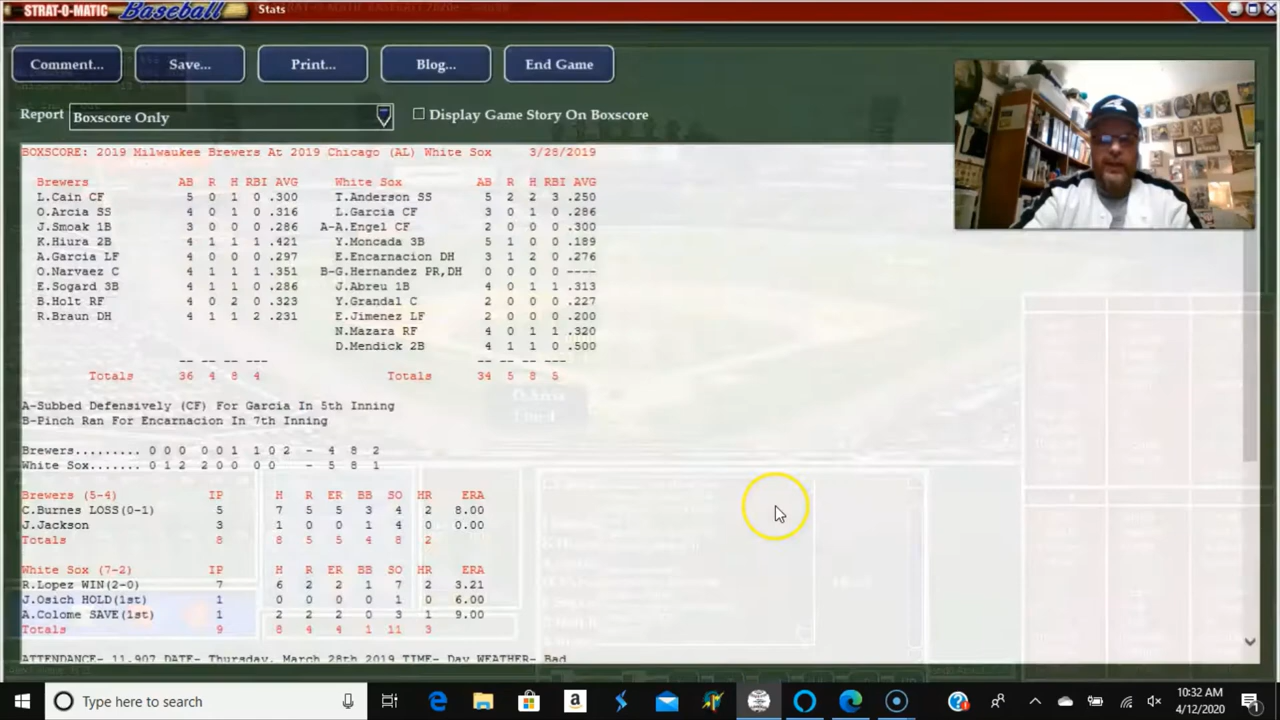 STRAT-O-MATIC Baseball Stats
Comment... Save... Print... Blog... End Game
Report Boxscore Only Display Game Story On Boxscore
BOXSCORE: 2019 Milwaukee Brewers At 2019 Chicago (AL) White Sox 3/28/2019
Brewers AB R H RBI AVG White Sox AB R H RBI AVG
L.Cain CF 5 0 1 0 .300 T.Anderson SS 5 2 2 3 .250
O.Arcia SS 4 0 1 0 .316 L.Garcia CF 3 0 1 0 .286
J.Smoak 1B 3 0 0 0 .286 A-A.Engel CF 2 0 0 0 .300
K.Hiura 2B 4 1 1 1 .421 Y.Moncada 3B 5 1 0 0 .189
A.Garcia LF 4 0 0 0 .297 E.Encarnacion DH 3 1 2 0 .276
O.Narvaez C 4 1 1 1 .351 B-G.Hernandez PR,DH 0 0 0 0 ----
E.Sogard 3B 4 1 1 0 .286 J.Abreu 1B 4 0 1 1 .313
B.Holt RF 4 0 2 0 .323 Y.Grandal C 2 0 0 0 .227
R.Braun DH 4 1 1 2 .231 E.Jimenez LF 2 0 0 0 .200
N.Mazara RF 4 0 1 1 .320
D.Mendick 2B 4 1 1 0 .500
-- -- -- --- -- -- -- ---
Totals 36 4 8 4 Totals 34 5 8 5
A-Subbed Defensively (CF) For Garcia In 5th Inning
B-Pinch Ran For Encarnacion In 7th Inning
Brewers......... 0 0 0 0 0 1 1 0 2 - 4 8 2
White Sox....... 0 1 2 2 0 0 0 0 - 5 8 1
Brewers (5-4) IP H R ER BB SO HR ERA
C.Burnes LOSS(0-1) 5 7 5 5 3 4 2 8.00
J.Jackson 3 1 0 0 1 4 0 0.00
Totals 8 8 5 5 4 8 2
White Sox (7-2) IP H R ER BB SO HR ERA
R.Lopez WIN(2-0) 7 6 2 2 1 7 2 3.21
J.Osich HOLD(1st) 1 0 0 0 0 1 0 6.00
A.Colome SAVE(1st) 1 2 2 2 0 3 1 9.00
Totals 9 8 4 4 1 11 3
ATTENDANCE- 11,907 DATE- Thursday, March 28th 2019 TIME- Day WEATHER- Bad
Type here to search
10:32 AM
4/12/2020